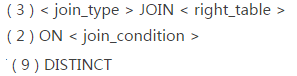 ( 3 ) < join_type > JOIN < right_table >
( 2 ) ON < join_condition >
( 9 ) DISTINCT